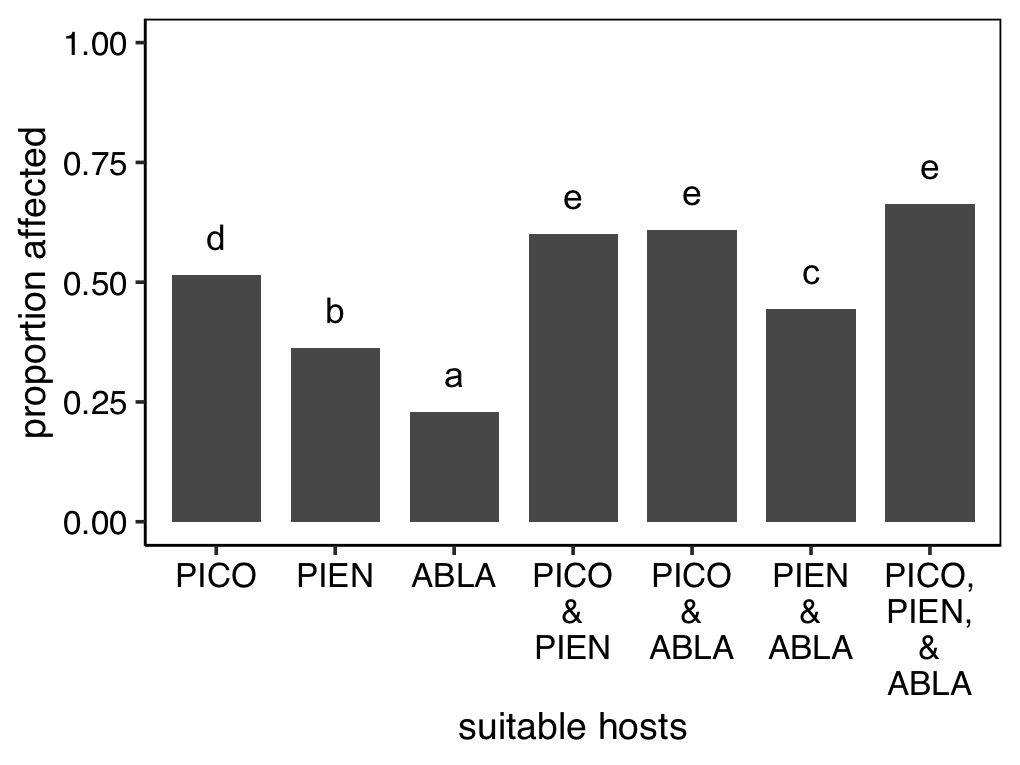 proportion affected
1.00
0.75
0.50
0.25
0.00
d
b
a
e
e
c
e
PICO
PIEN
ABLA
PICO
&
PIEN
PICO
&
ABLA
PIEN
&
ABLA
PICO,
PIEN,
&
ABLA
suitable hosts